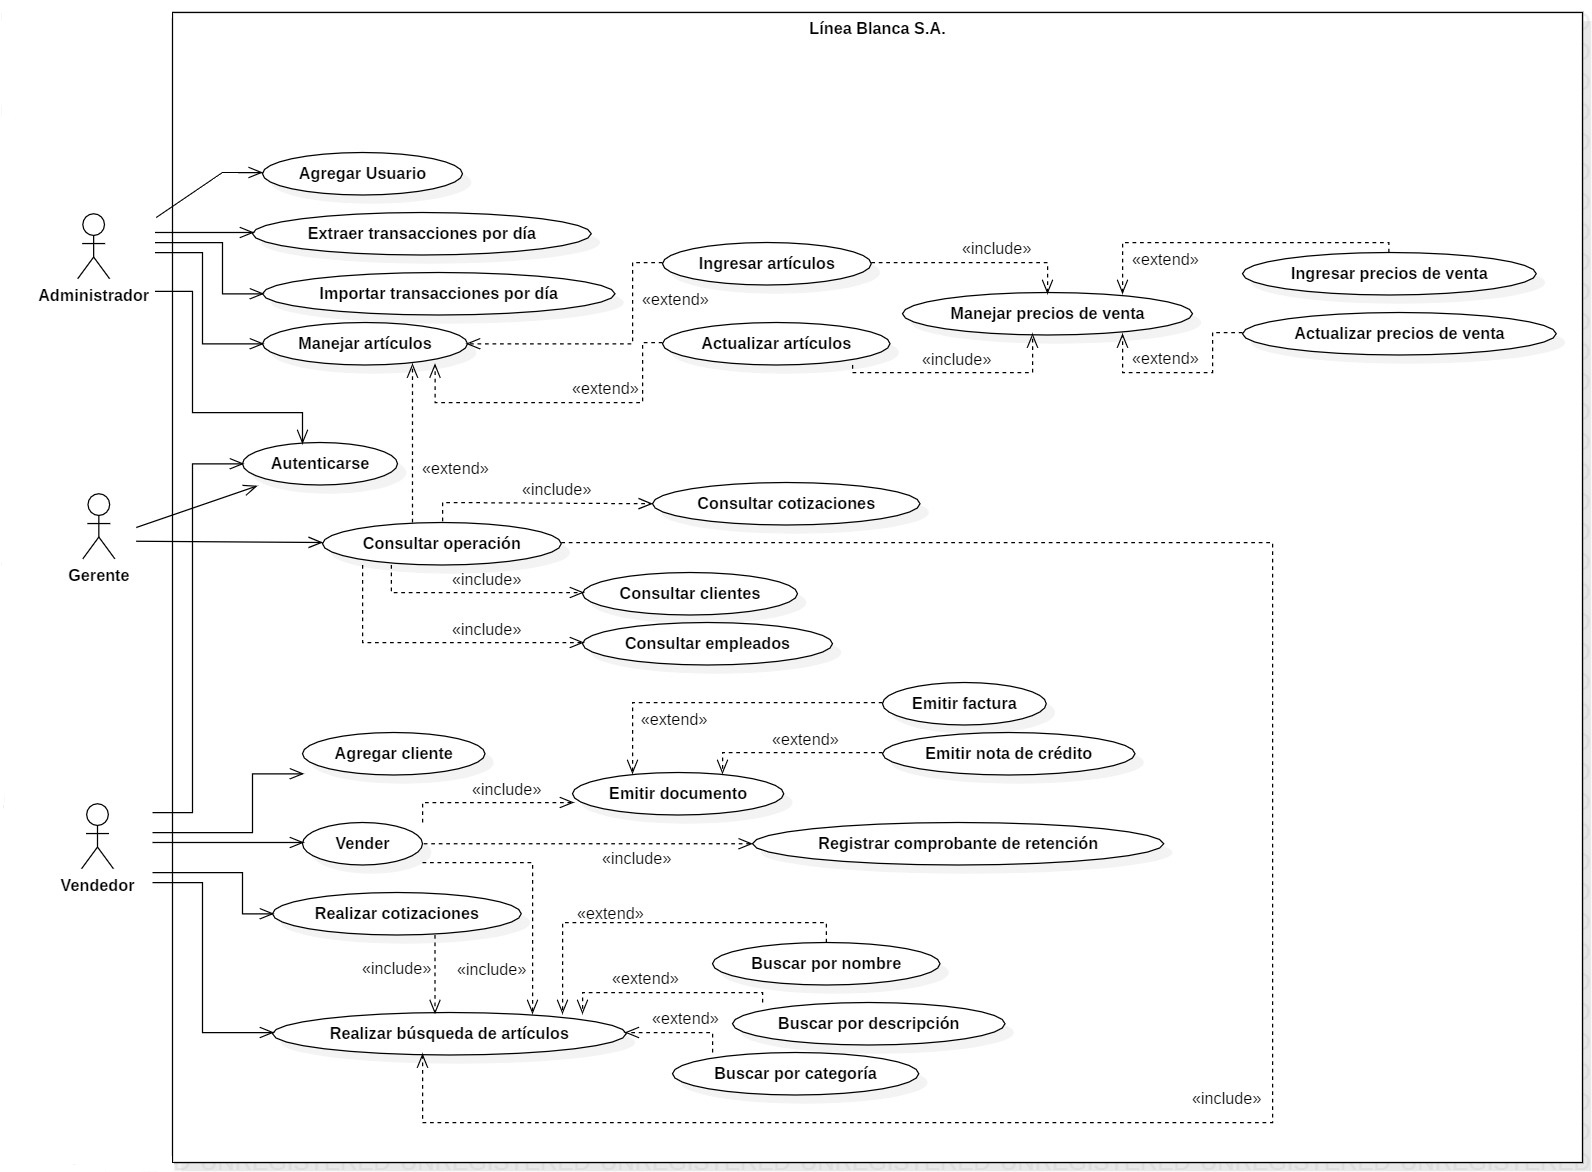 Línea Blanca S.A.
Agregar Usuario
Extraer transacciones por día
Administrador
Importar transacciones por día
Ingresar artículos
«include»
«extend»
Ingresar precios de venta
«extend»
Manejar precios de venta
Manejar artículos
Actualizar artículos
«include»
«extend»
Actualizar precios de venta
«extend»
Autenticarse
«extend»
«include»
Consultar cotizaciones
Gerente
Consultar operación
«include»
Consultar clientes
«include»
Consultar empleados
Emitir factura
«extend»
Agregar cliente
«extend»
Emitir nota de crédito
«include»
Emitir documento
Vendedor
Vender
«include»
Registrar comprobante de retención
Realizar cotizaciones
«extend»
«include»
«include»
Buscar por nombre
«extend»
Realizar búsqueda de artículos
«extend»
Buscar por descripción
Buscar por categoría
«include»